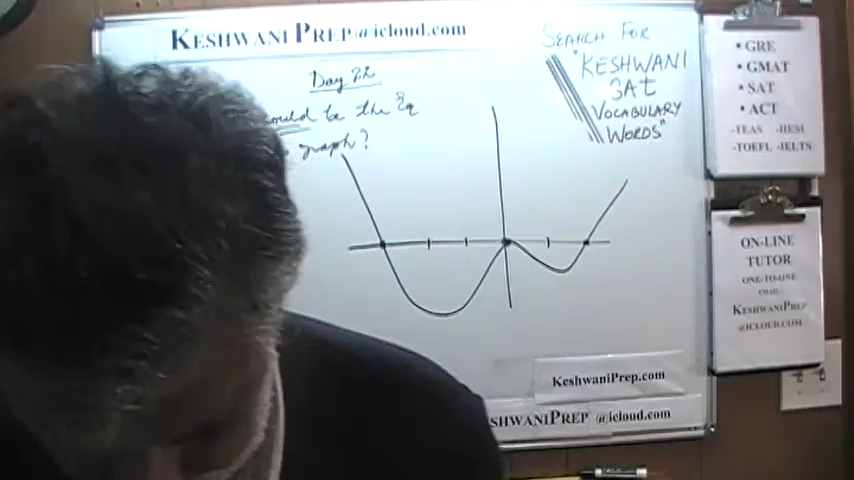 KESHWANIPREP@icloud.com
Day 22
could be the Eq
graph?
SEARCH FOR
"KESHWANI
SAT
VOCABULARY
WORDS"
• GRE
• GMAT
• SAT
• ACT
-TEAS -HESI
-TOEFL -IELTS
ON-LINE
TUTOR
ONE-TO-ONE
EMAIL:
KESHWANIPREP
@ICLOUD.COM
KESHWANIPREP.com
SHWANIPREP @icloud.com